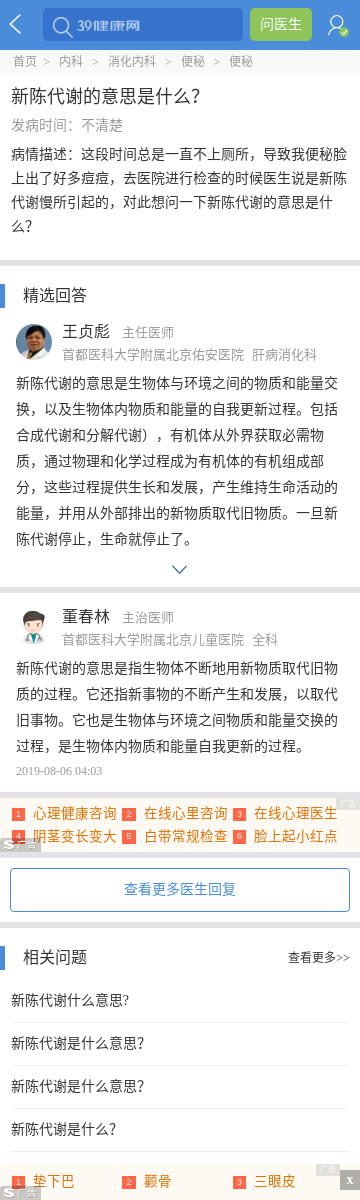 39健康网
问医生
首页 > 内科 > 消化内科 > 便秘 > 便秘
新陈代谢的意思是什么？
发病时间：不清楚
病情描述：这段时间总是一直不上厕所，导致我便秘脸
上出了好多痘痘，去医院进行检查的时候医生说是新陈
代谢慢所引起的，对此想问一下新陈代谢的意思是什
么？
精选回答
王贞彪 主任医师
首都医科大学附属北京佑安医院 肝病消化科
新陈代谢的意思是生物体与环境之间的物质和能量交
换，以及生物体内物质和能量的自我更新过程。包括
合成代谢和分解代谢），有机体从外界获取必需物
质，通过物理和化学过程成为有机体的有机组成部
分，这些过程提供生长和发展，产生维持生命活动的
能量，并用从外部排出的新物质取代旧物质。一旦新
陈代谢停止，生命就停止了。
董春林 主治医师
首都医科大学附属北京儿童医院 全科
新陈代谢的意思是指生物体不断地用新物质取代旧物
质的过程。它还指新事物的不断产生和发展，以取代
旧事物。它也是生物体与环境之间物质和能量交换的
过程，是生物体内物质和能量自我更新的过程。
2019-08-06 04:03
广告
1 心理健康咨询 2 在线心里咨询 3 在线心理医生
4 阴茎变长变大 5 白带常规检查 6 脸上起小红点
广告
查看更多医生回复
相关问题 查看更多>>
新陈代谢什么意思?
新陈代谢是什么意思?
新陈代谢是什么意思？
新陈代谢是什么？
广告
x
1 垫下巴 2 颧骨 3 三眼皮
广告